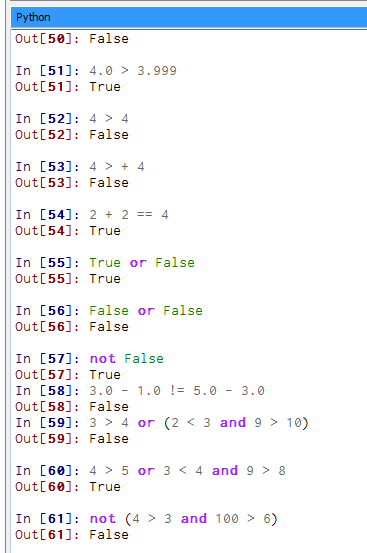 Python
Out[50]: False
In [51]: 4.0 > 3.999
Out[51]: True
In [52]: 4 > 4
Out[52]: False
In [53]: 4 > + 4
Out[53]: False
In [54]: 2 + 2 == 4
Out[54]: True
In [55]: True or False
Out[55]: True
In [56]: False or False
Out[56]: False
In [57]: not False
Out[57]: True
In [58]: 3.0 - 1.0 != 5.0 - 3.0
Out[58]: False
In [59]: 3 > 4 or (2 < 3 and 9 > 10)
Out[59]: False
In [60]: 4 > 5 or 3 < 4 and 9 > 8
Out[60]: True
In [61]: not (4 > 3 and 100 > 6)
Out[61]: False